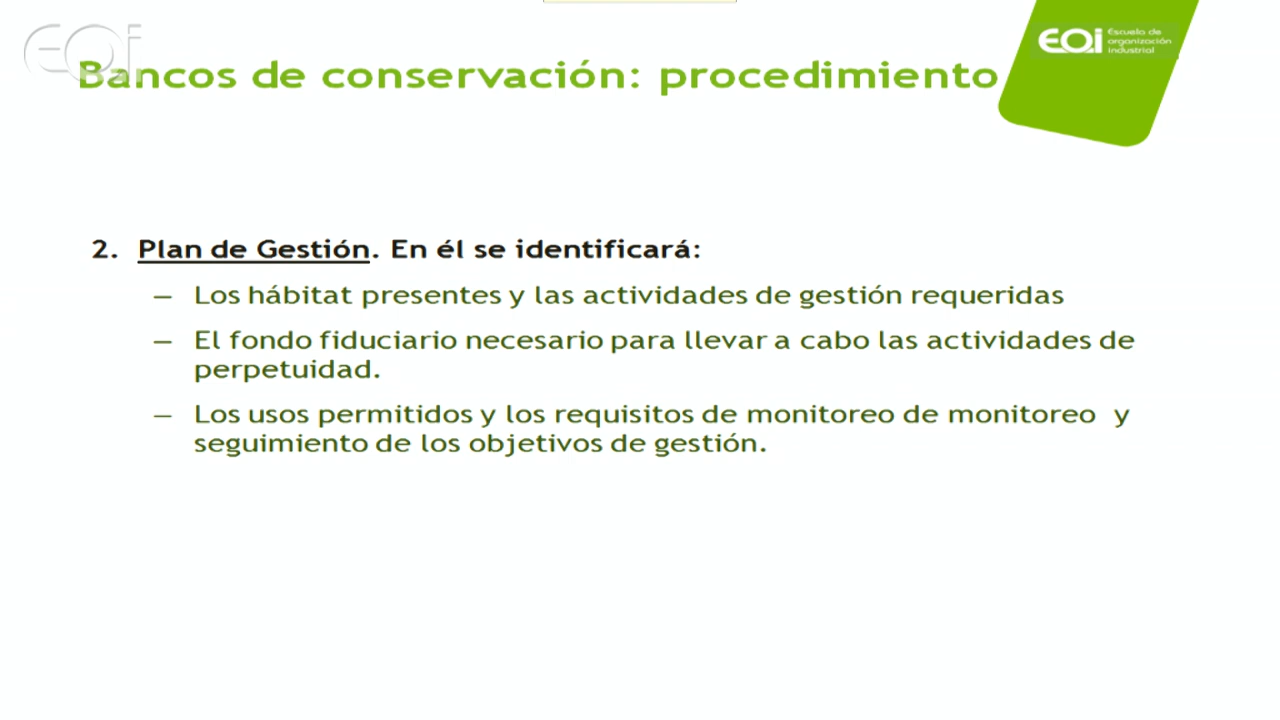 EOi
EOi Escuela de
organización
industrial
Bancos de conservación: procedimiento
2. Plan de Gestión. En él se identificará:
– Los hábitat presentes y las actividades de gestión requeridas
– El fondo fiduciario necesario para llevar a cabo las actividades de
perpetuidad.
– Los usos permitidos y los requisitos de monitoreo de monitoreo y
seguimiento de los objetivos de gestión.